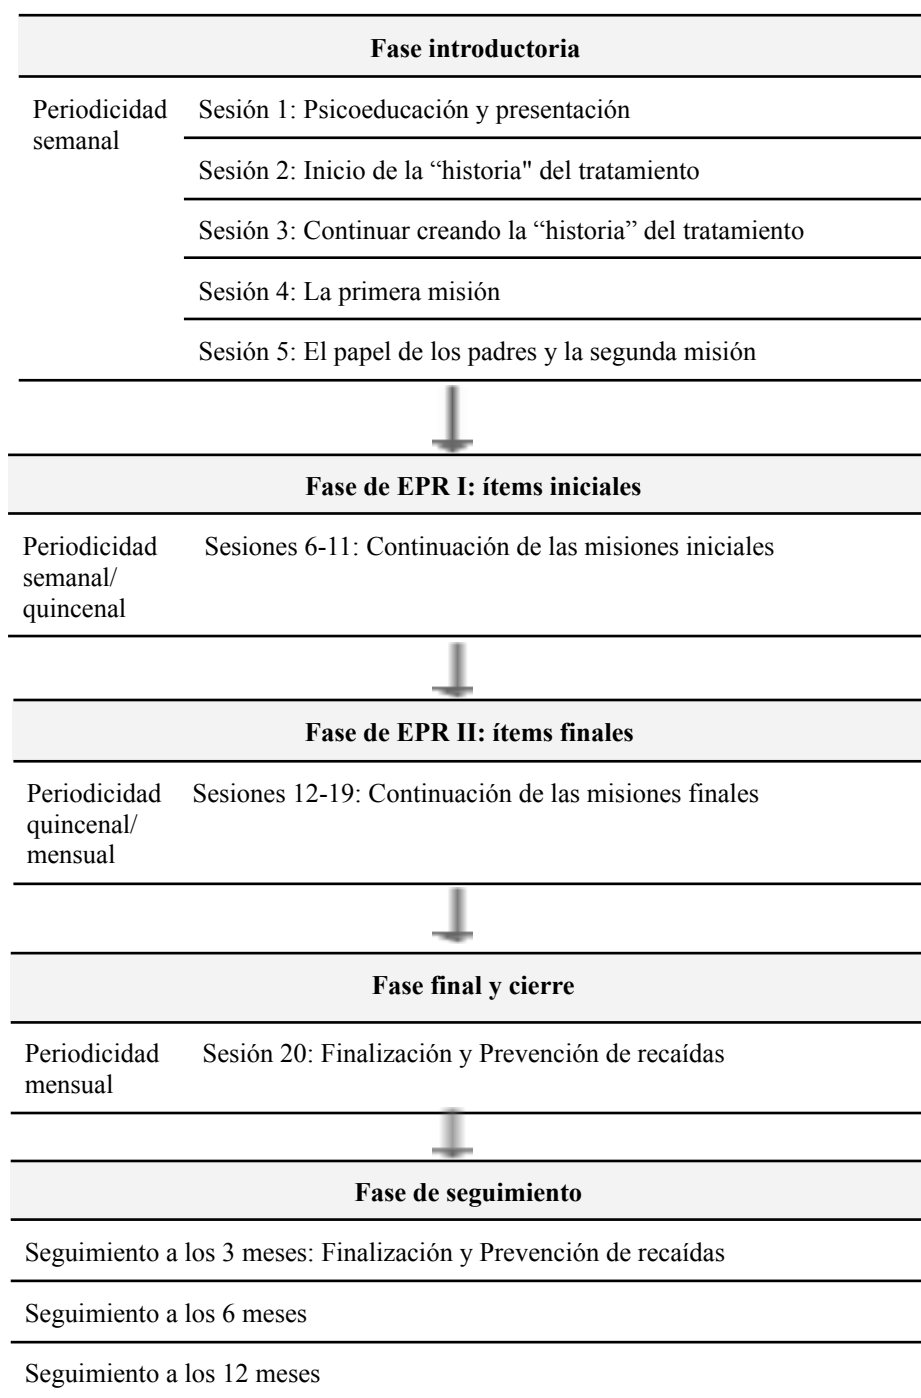 Fase introductoria
Periodicidad semanal
Sesión 1: Psicoeducación y presentación
Sesión 2: Inicio de la “historia" del tratamiento
Sesión 3: Continuar creando la “historia” del tratamiento
Sesión 4: La primera misión
Sesión 5: El papel de los padres y la segunda misión
Fase de EPR I: ítems iniciales
Periodicidad
semanal/
quincenal
Sesiones 6-11: Continuación de las misiones iniciales
Fase de EPR II: ítems finales
Periodicidad
quincenal/
mensual
Sesiones 12-19: Continuación de las misiones finales
Fase final y cierre
Periodicidad
mensual
Sesión 20: Finalización y Prevención de recaídas
Fase de seguimiento
Seguimiento a los 3 meses: Finalización y Prevención de recaídas
Seguimiento a los 6 meses
Seguimiento a los 12 meses